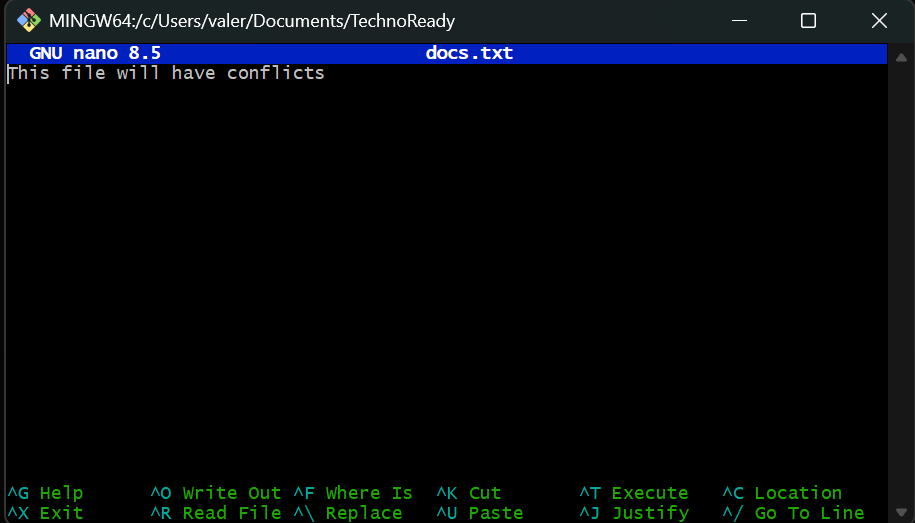 MINGW64:/c/Users/valer/Documents/TechnoReady
GNU nano 8.5 docs.txt
This file will have conflicts
^G Help ^O Write Out ^F Where Is ^K Cut ^T Execute ^C Location
^X Exit ^R Read File ^\ Replace ^U Paste ^J Justify ^/ Go To Line